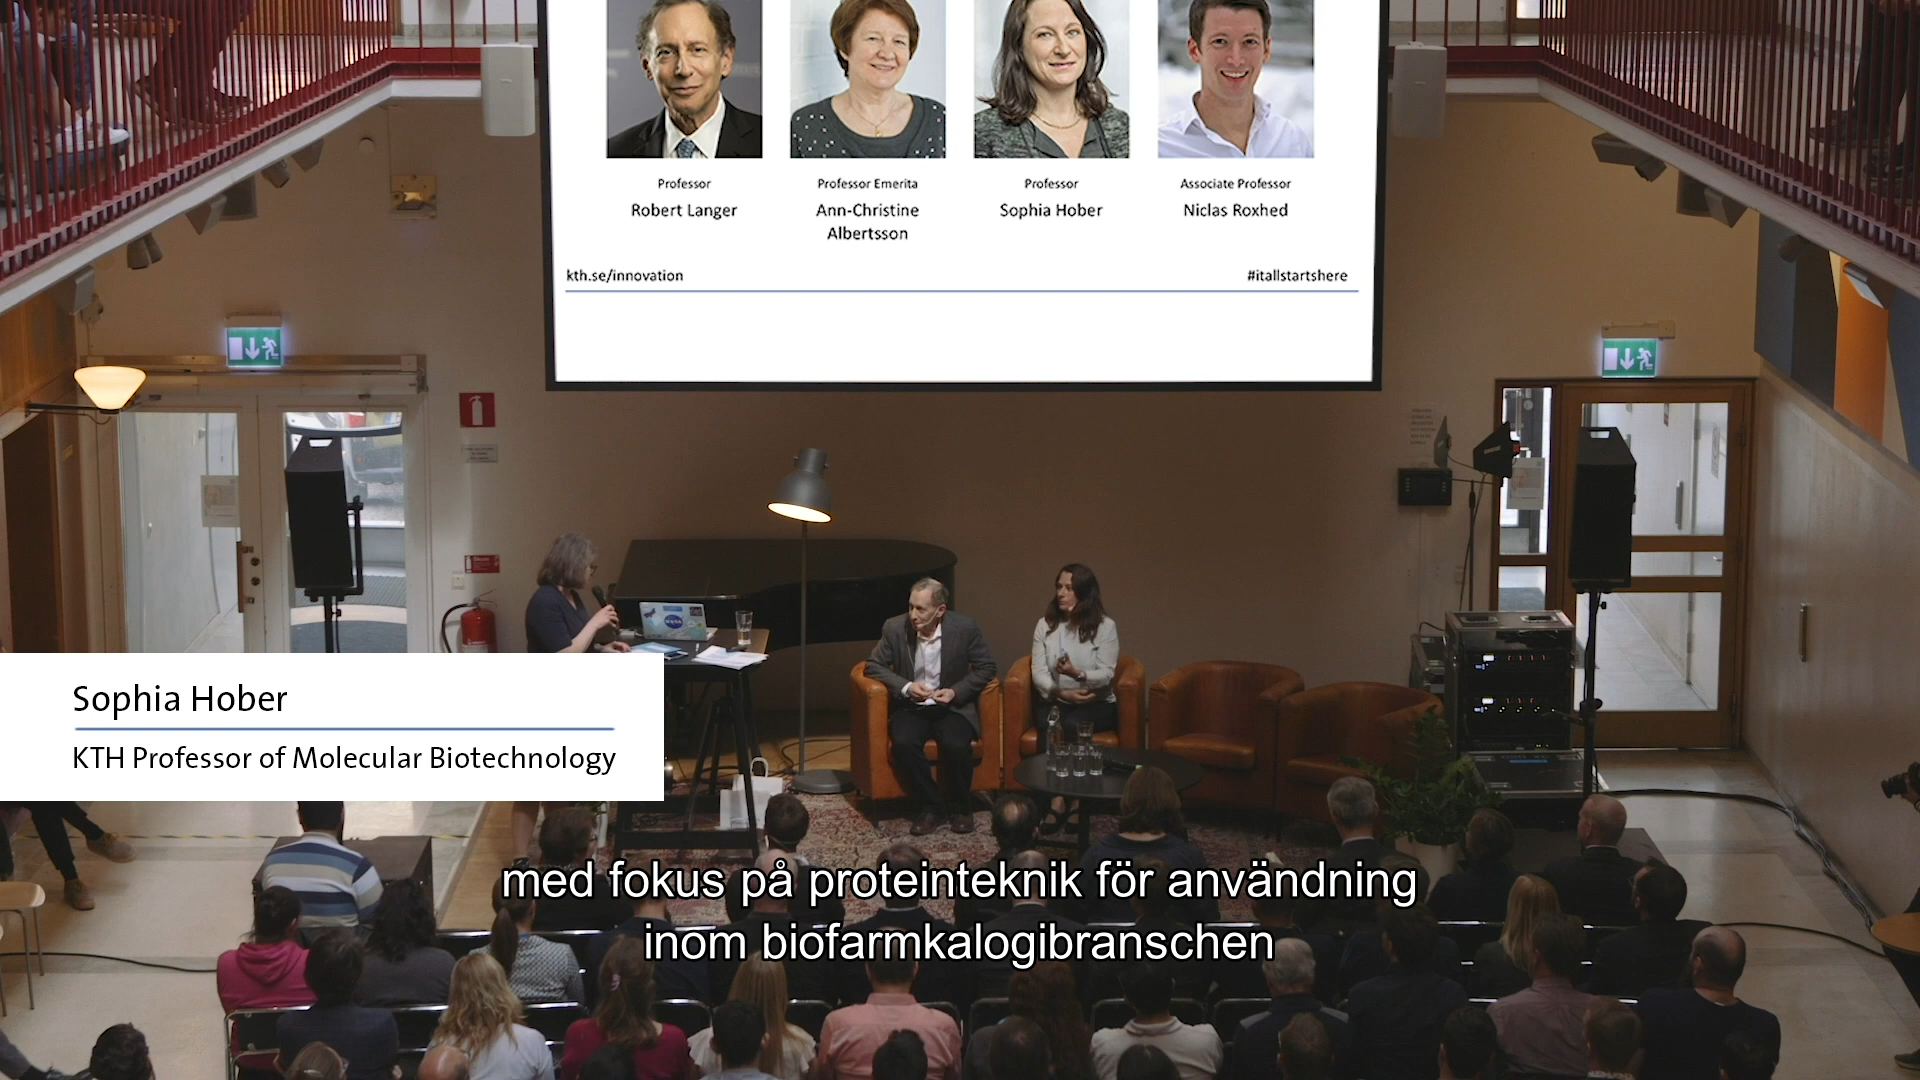 Professor
Robert Langer
Professor Emerita
Ann-Christine
Albertsson
Professor
Sophia Hober
Associate Professor
Niclas Roxhed
kth.se/innovation
#itallstartshere
NASA
Sophia Hober
KTH Professor of Molecular Biotechnology
med fokus på proteinteknik för användning
inom biofarmkalogibranschen